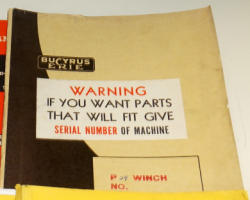 BUCYRUS
ERIE
WARNING
IF YOU WANT PARTS
THAT WILL FIT GIVE
SERIAL NUMBER OF MACHINE
WINCH
NO.